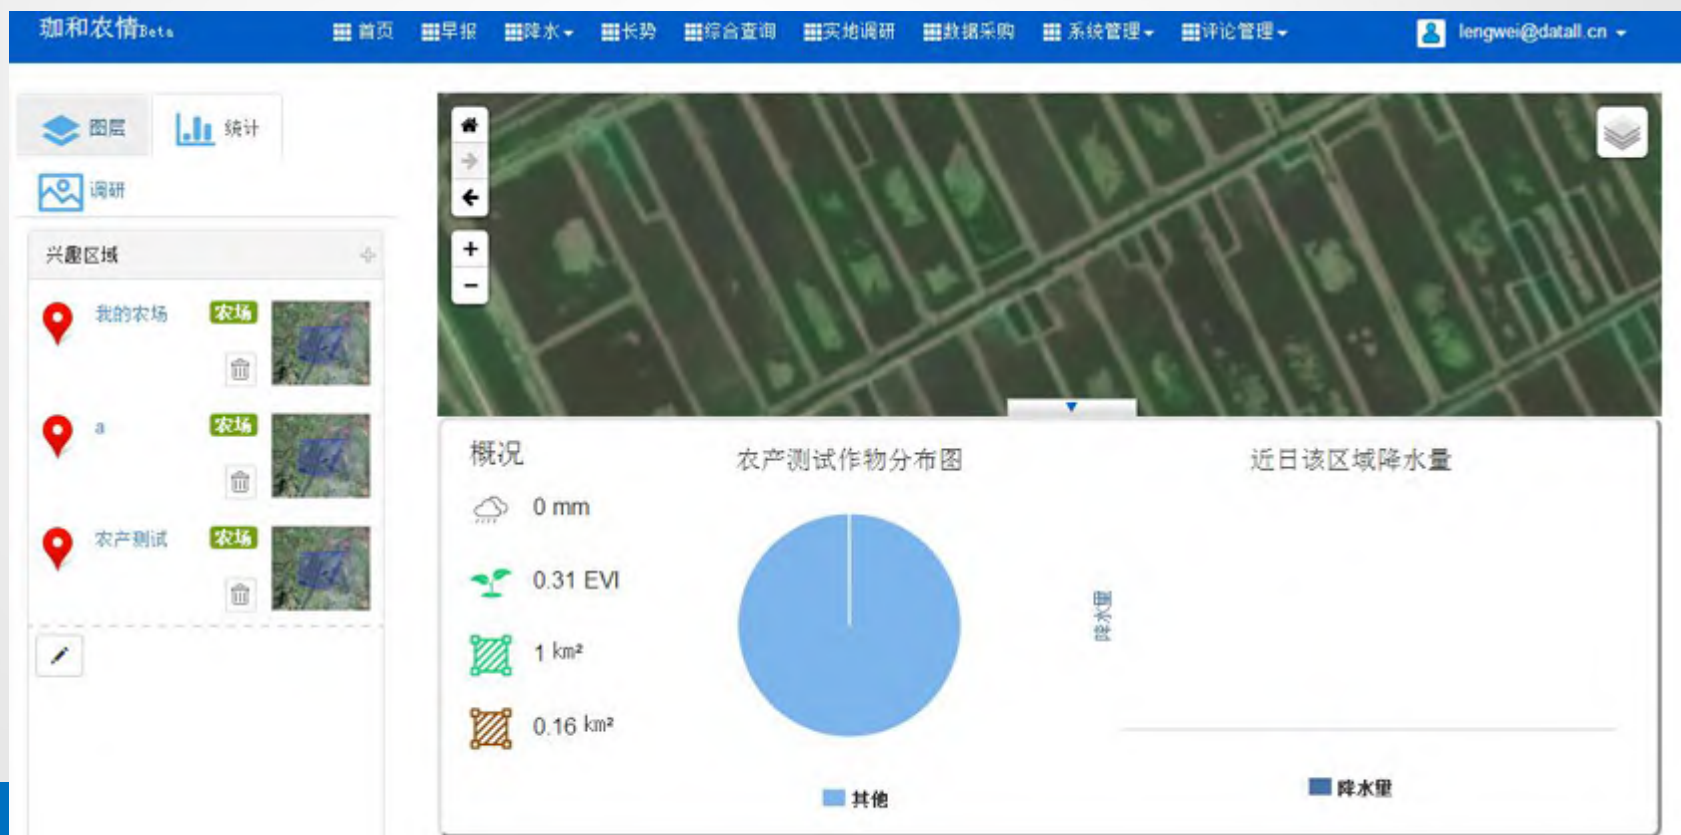 珈和农情Beta 首页 早报 降水 长势 综合查询 实地调研 数据采购 系统管理 评论管理 lengwei@datall.cn
图层 统计
调研
兴趣区域
我的农场 农场
a 农场
农产测试 农场
概况
0 mm
0.31 EVI
1 km²
0.16 km²
农产测试作物分布图
其他
近日该区域降水量
降水量
降水量